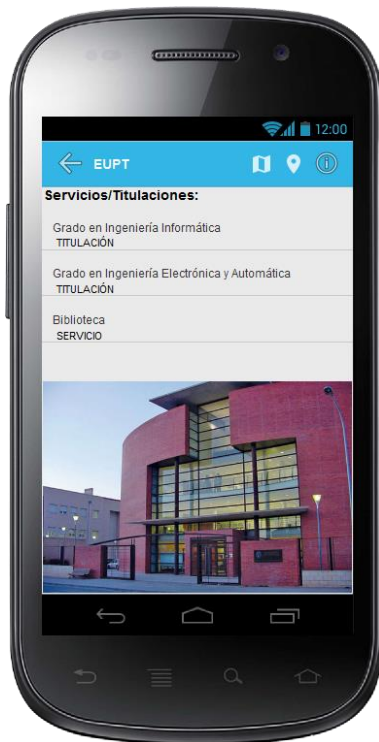 12:00
EUPT
Servicios/Titulaciones:
Grado en Ingeniería Informática
TITULACIÓN
Grado en Ingeniería Electrónica y Automática
TITULACIÓN
Biblioteca
SERVICIO